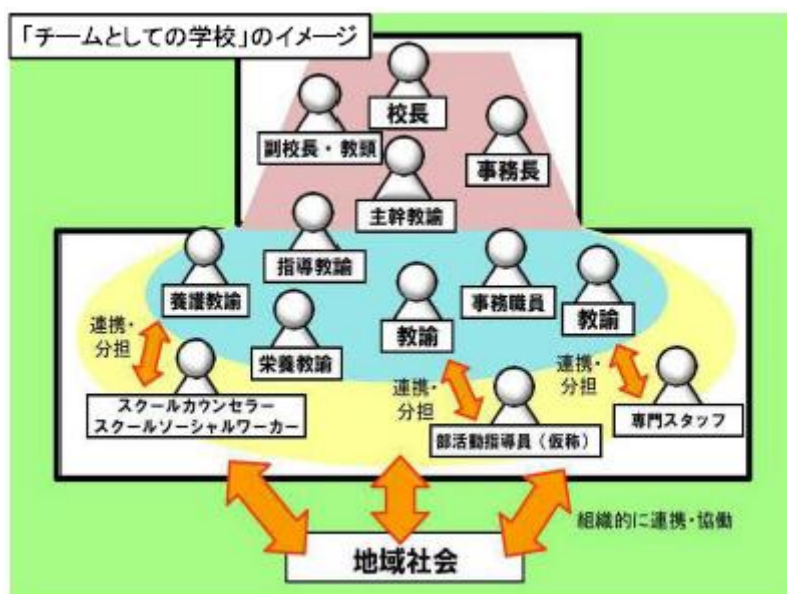 「チームとしての学校」のイメージ
校長
副校長・教頭
事務長
主幹教諭
指導教諭
養護教諭
事務職員
教諭
教諭
栄養教諭
連携・
分担
連携・
分担
連携・
分担
スクールカウンセラー
スクールソーシャルワーカー
部活動指導員（仮称）
専門スタッフ
組織的に連携・協働
地域社会